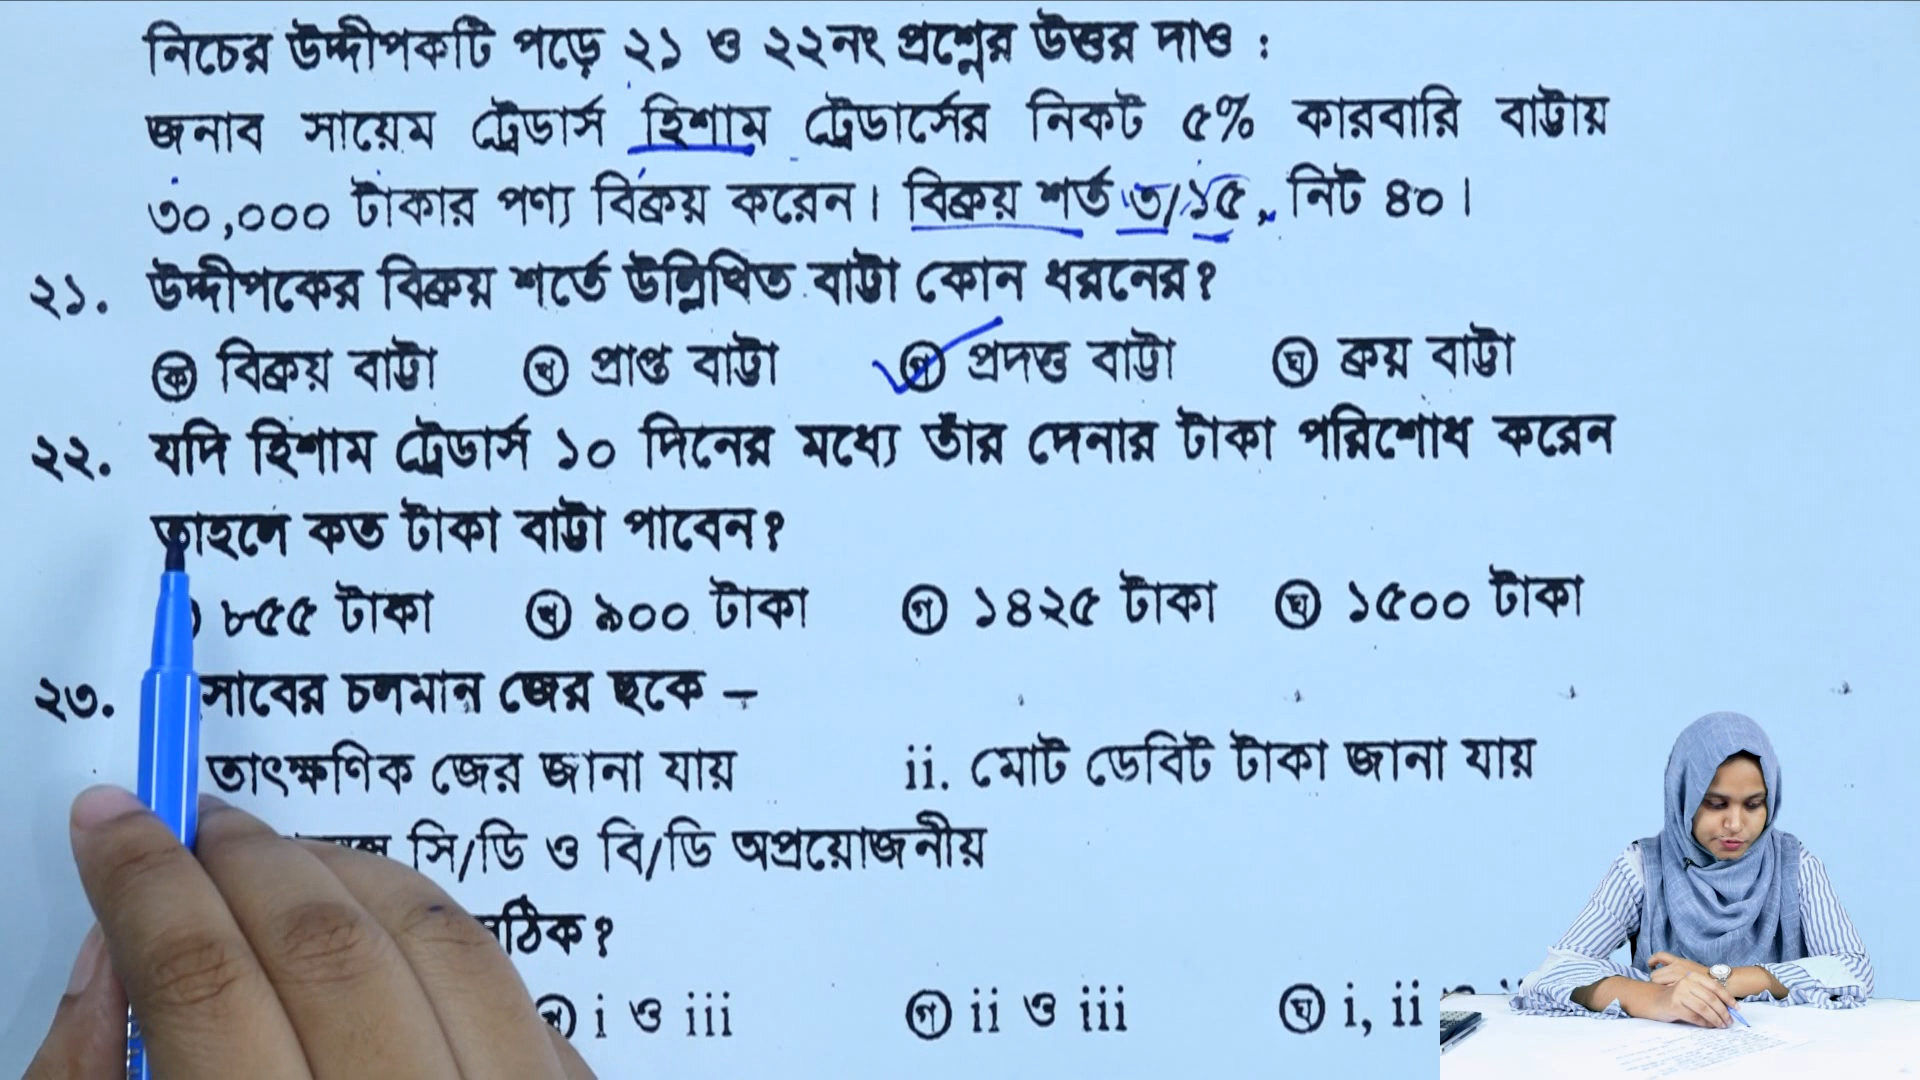 নিচের উদ্দীপকটি পড়ে ২১ ও ২২নং প্রশ্নের উত্তর দাও :
জনাব সায়েম ট্রেডার্স হিশাম ট্রেডার্সের নিকট ৫% কারবারি বাট্টায়
৩০,০০০ টাকার পণ্য বিক্রয় করেন। বিক্রয় শর্ত ৩/১৫, নিট ৪০।
২১. উদ্দীপকের বিক্রয় শর্তে উল্লিখিত বাট্টা কোন ধরনের?
ক বিক্রয় বাট্টা খ প্রাপ্ত বাট্টা গ প্রদত্ত বাট্টা ঘ ক্রয় বাট্টা
২২. যদি হিশাম ট্রেডার্স ১০ দিনের মধ্যে তাঁর দেনার টাকা পরিশোধ করেন
তাহলে কত টাকা বাট্টা পাবেন?
৮৫৫ টাকা খ ৯০০ টাকা গ ১৪২৫ টাকা ঘ ১৫০০ টাকা
২৩. সাবের চলমান জের ছকে –
তাৎক্ষণিক জের জানা যায় ii. মোট ডেবিট টাকা জানা যায়
সি/ডি ও বি/ডি অপ্রয়োজনীয়
সঠিক?
খ i ও iii গ ii ও iii ঘ i, ii